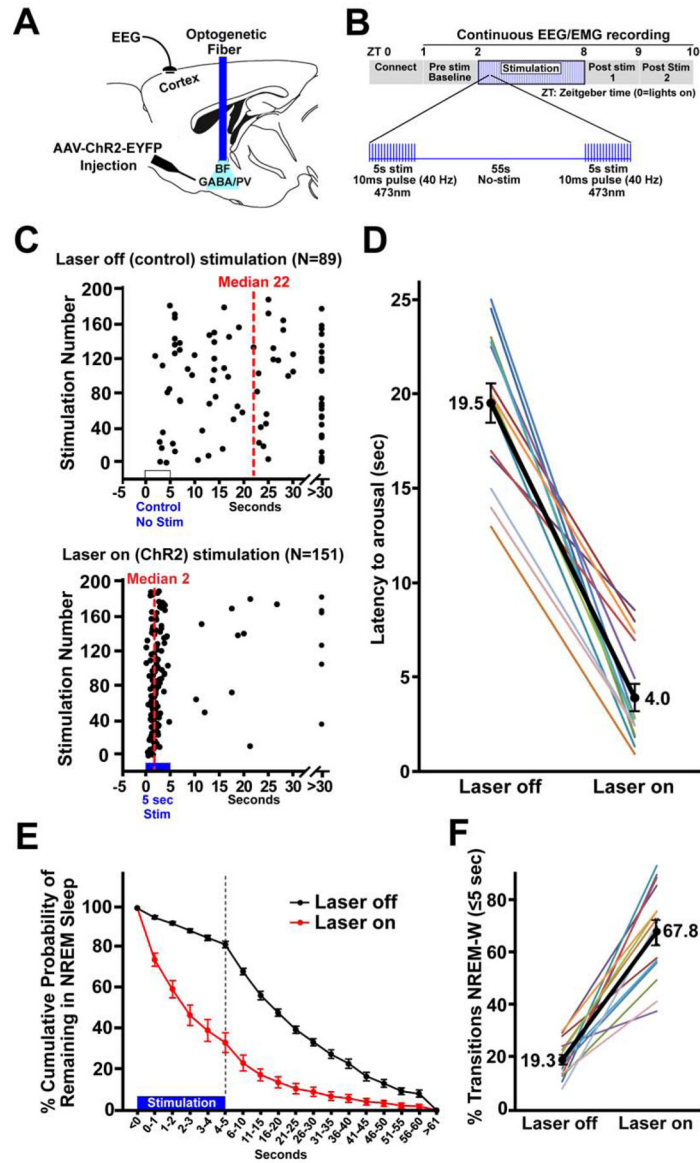 A
EEG
Optogenetic
Fiber
Cortex
AAV-ChR2-EYFP
Injection
BF
GABA/PV
B
Continuous EEG/EMG recording
ZT 0 1 2 8 9 10
Connect
Pre stim
Baseline
Stimulation
Post stim
1
Post Stim
2
ZT: Zeitgeber time (0=lights on)
5s stim
10ms pulse (40 Hz)
473nm
55s
No-stim
5s stim
10ms pulse (40 Hz)
473nm
C
Laser off (control) stimulation (N=89)
Median 22
Stimulation Number
200
160
120
80
40
0
-5 0 5 10 15 20 25 30 >30
Seconds
Control
No Stim
Laser on (ChR2) stimulation (N=151)
Median 2
Stimulation Number
200
160
120
80
40
0
-5 0 5 10 15 20 25 30 >30
Seconds
5 sec
Stim
D
Latency to arousal (sec)
25
20
15
10
5
0
19.5
4.0
Laser off Laser on
E
% Cumulative Probability of
Remaining in NREM Sleep
100
80
60
40
20
0
Laser off
Laser on
Stimulation
<0 0-1 1-2 2-3 3-4 4-5 6-10 11-15 16-20 21-25 26-30 31-35 36-40 41-45 46-50 51-55 56-60 >61
Seconds
F
% Transitions NREM-W (≤5 sec)
80
60
40
20
0
19.3
67.8
Laser off Laser on